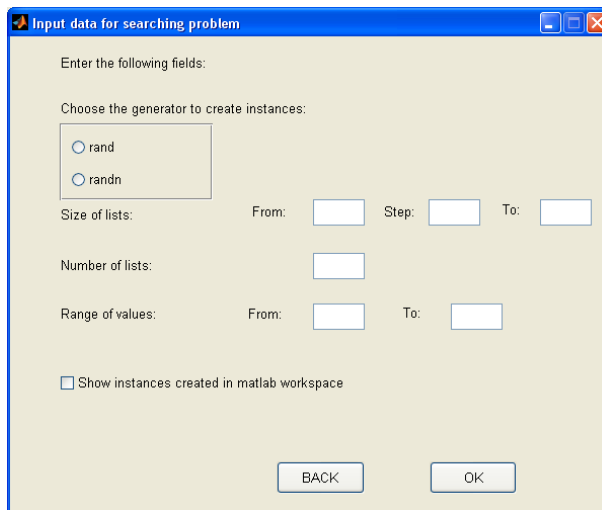 Input data for searching problem
Enter the following fields:
Choose the generator to create instances:
rand
randn
Size of lists: From: Step: To:
Number of lists:
Range of values: From: To:
Show instances created in matlab workspace
BACK OK